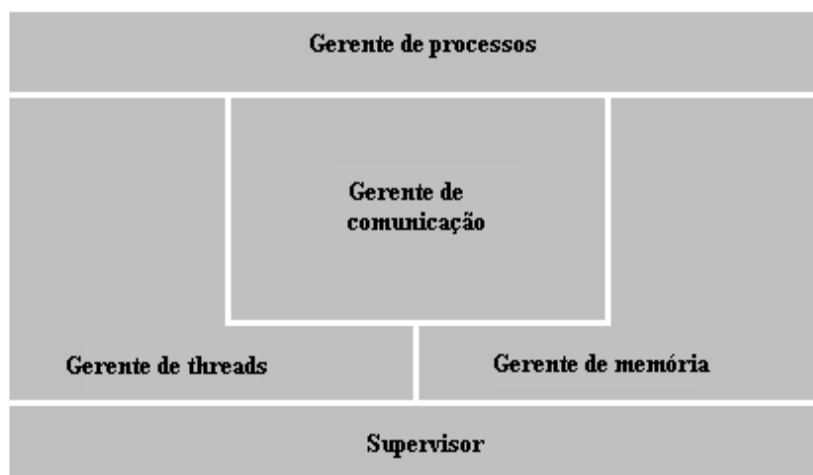 Gerente de processos
Gerente de
comunicação
Gerente de threads
Gerente de memória
Supervisor